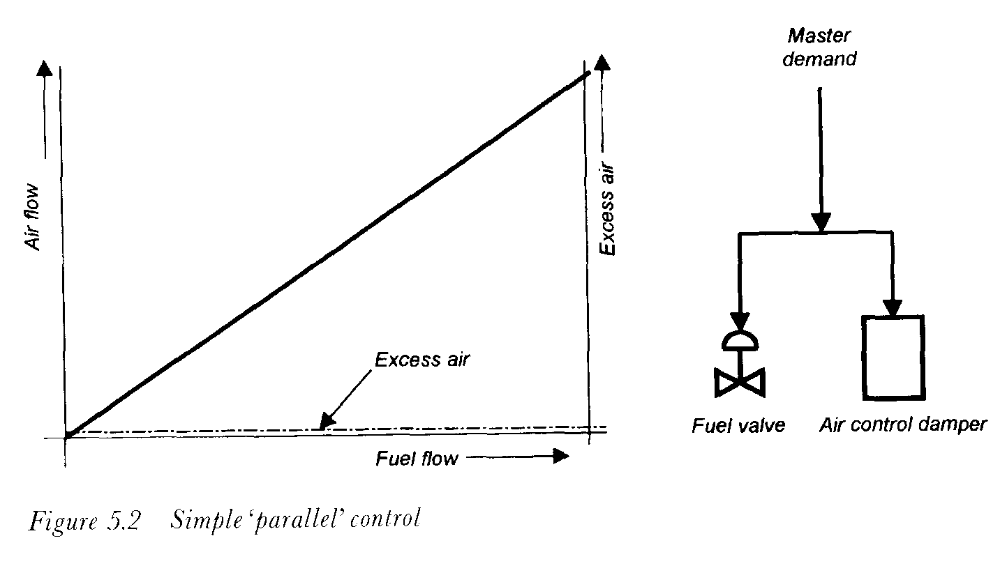 Master
demand
Air flow
Excess air
Excess air
Fuel flow
Fuel valve
Air control damper
Figure 5.2 Simple ‘parallel’ control